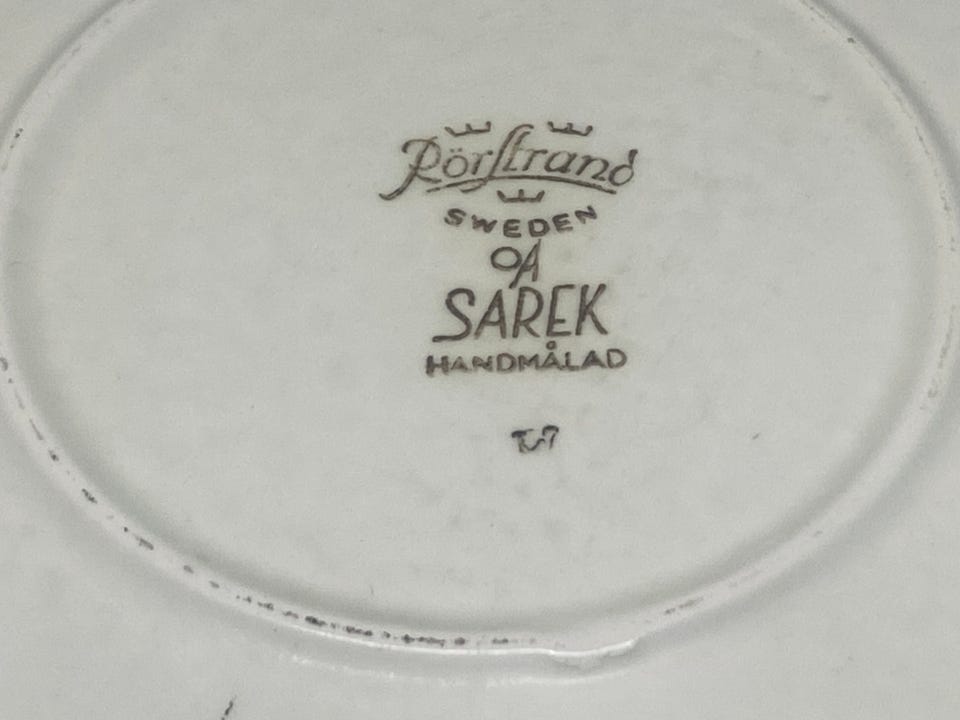 Rörstrand
SWEDEN
OA
SAREK
HANDMÅLAD